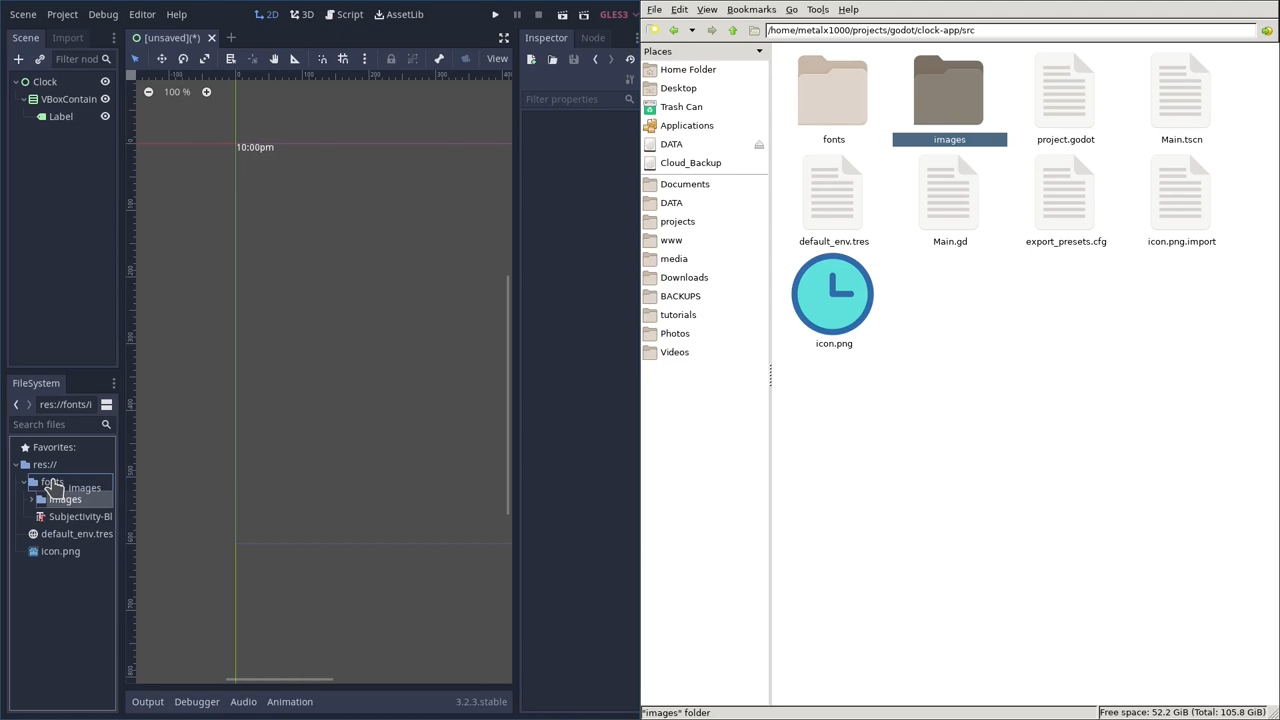 Scene Project Debug Editor Help
2D 3D Script AssetLib
GLES3
Scene
Filter nod
Clock
VBoxContain
Label
[unsaved](*)
View
100 %
10:00pm
Inspector Node
Filter properties
FileSystem
res://fonts/i
Search files
Favorites:
res://
images
images
Subjectivity-Bl
default_env.tres
icon.png
Output Debugger Audio Animation 3.2.3.stable
File Edit View Bookmarks Go Tools Help
/home/metalx1000/projects/godot/clock-app/src
Places
Home Folder
Desktop
Trash Can
Applications
DATA
Cloud_Backup
Documents
DATA
projects
www
media
Downloads
BACKUPS
tutorials
Photos
Videos
fonts images project.godot Main.tscn
default_env.tres Main.gd export_presets.cfg icon.png.import
icon.png
"images" folder
Free space: 52.2 GiB (Total: 105.8 GiB)